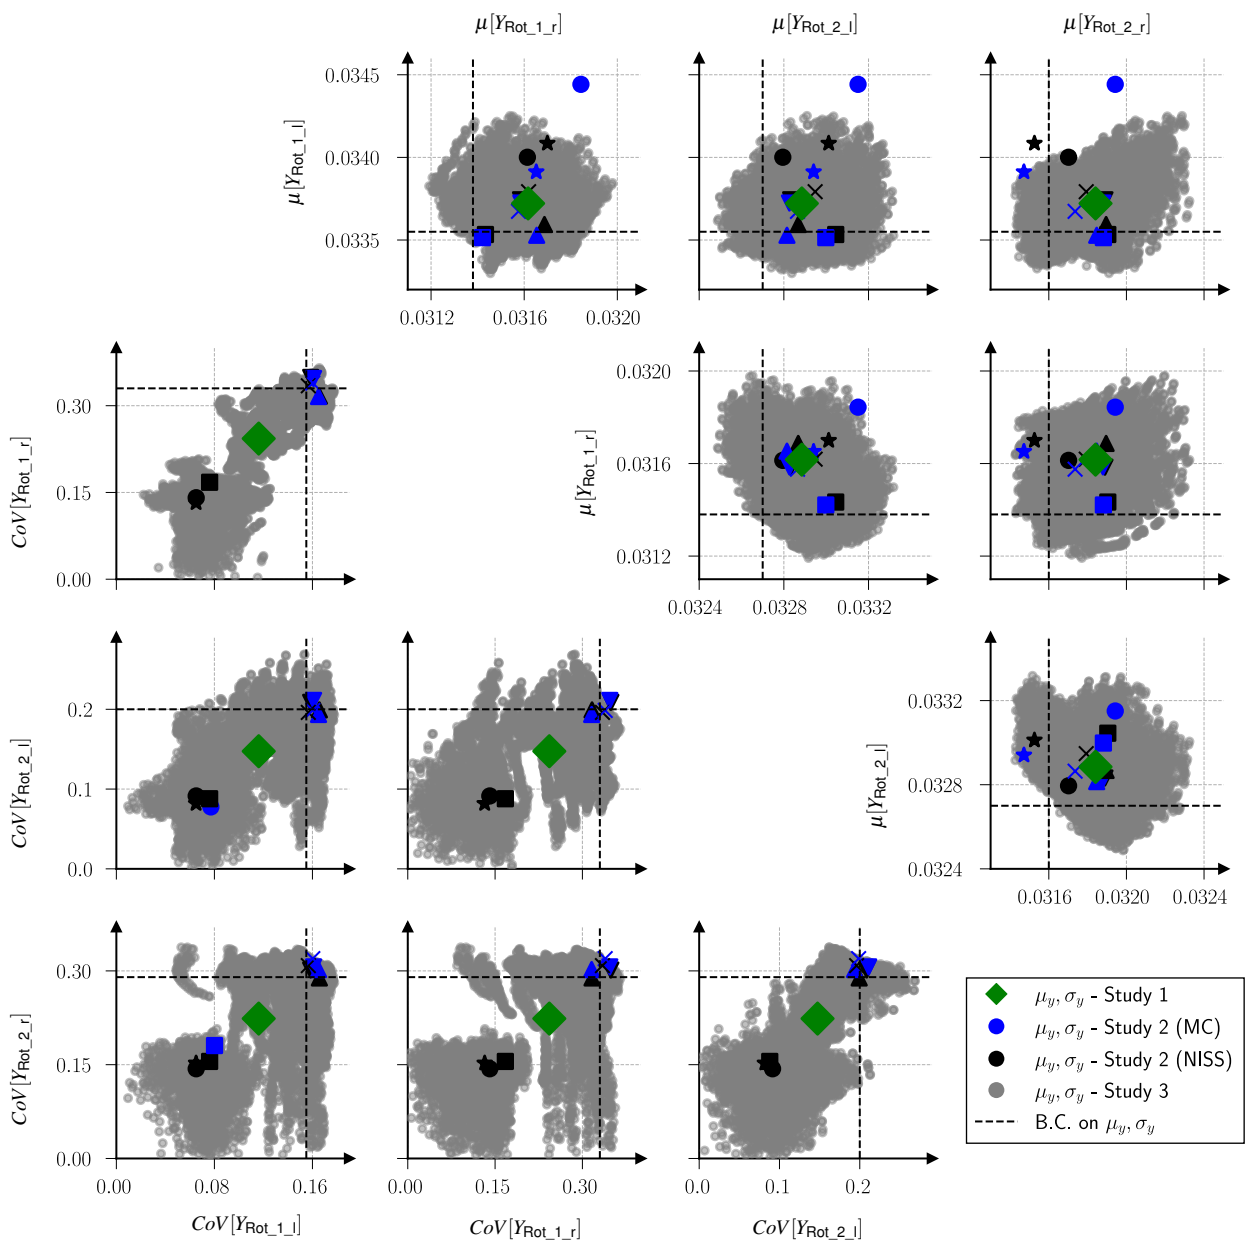 μ[Y_Rot_1_r] μ[Y_Rot_2_l] μ[Y_Rot_2_r]
μ[Y_Rot_1_l]
0.0345
0.0340
0.0335
0.0312 0.0316 0.0320
CoV[Y_Rot_1_r]
0.30
0.15
0.00
μ[Y_Rot_1_r]
0.0320
0.0316
0.0312
0.0324 0.0328 0.0332
CoV[Y_Rot_2_l]
0.2
0.1
0.0
μ[Y_Rot_2_l]
0.0332
0.0328
0.0324
0.0316 0.0320 0.0324
CoV[Y_Rot_2_r]
0.30
0.15
0.00
0.00 0.08 0.16
0.00 0.15 0.30
0.0 0.1 0.2
CoV[Y_Rot_1_l] CoV[Y_Rot_1_r] CoV[Y_Rot_2_l]
μ_y, σ_y - Study 1
μ_y, σ_y - Study 2 (MC)
μ_y, σ_y - Study 2 (NISS)
μ_y, σ_y - Study 3
B.C. on μ_y, σ_y